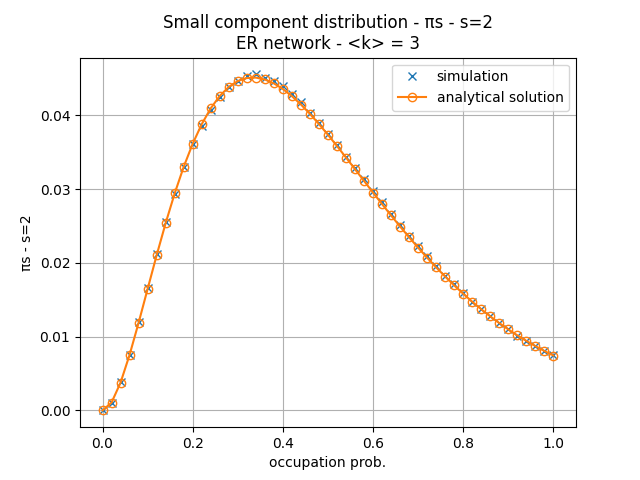 Small component distribution - πs - s=2
ER network - <k> = 3
simulation
analytical solution
πs - s=2
0.04
0.03
0.02
0.01
0.00
0.0 0.2 0.4 0.6 0.8 1.0
occupation prob.